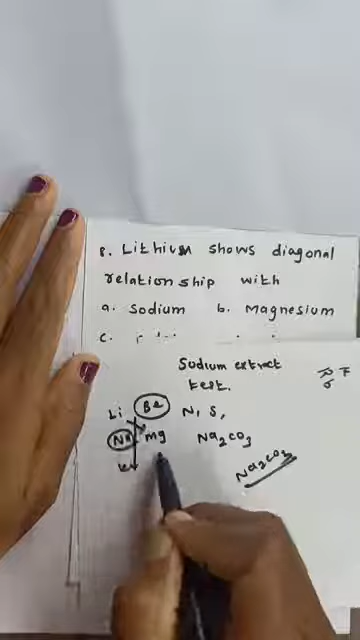 8. Lithium shows diagonal
relationship with
a. Sodium b. Magnesium
c.
Sodium extract
test.
Li Be N, S,
Na Mg Na2CO3
K
Na2CO3